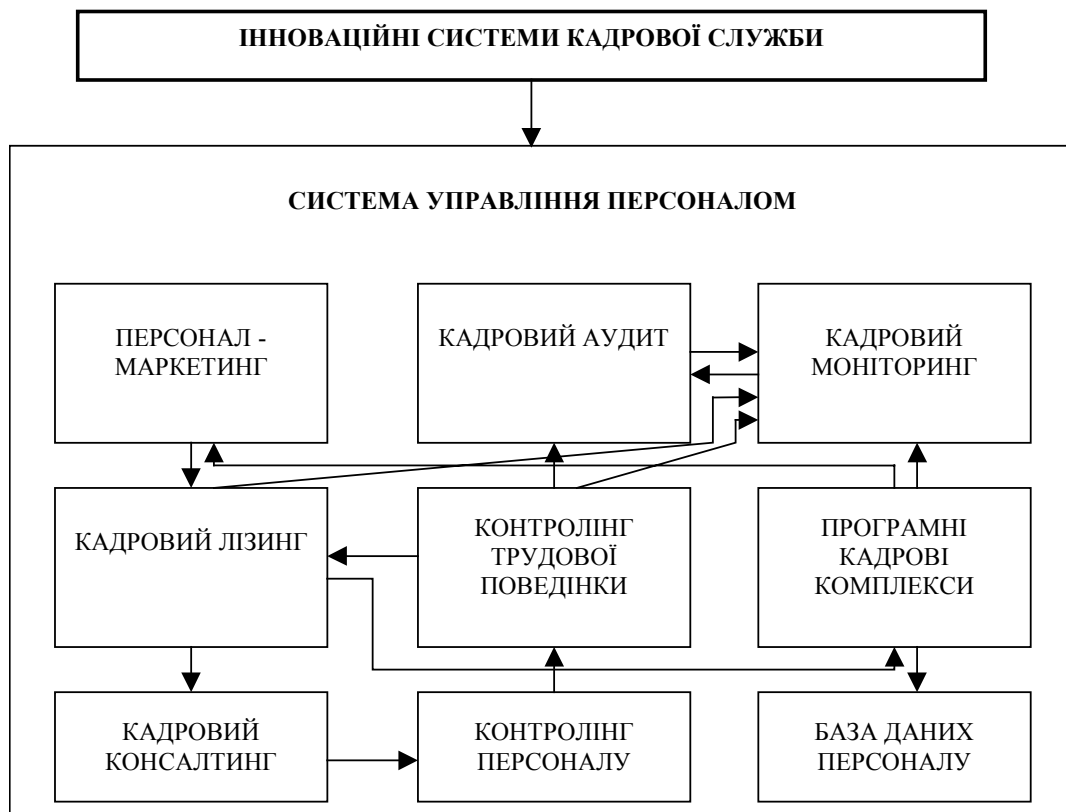 ІННОВАЦІЙНІ СИСТЕМИ КАДРОВОЇ СЛУЖБИ
СИСТЕМА УПРАВЛІННЯ ПЕРСОНАЛОМ
ПЕРСОНАЛ -
МАРКЕТИНГ
КАДРОВИЙ АУДИТ
КАДРОВИЙ
МОНІТОРИНГ
КАДРОВИЙ ЛІЗИНГ
КОНТРОЛІНГ
ТРУДОВОЇ
ПОВЕДІНКИ
ПРОГРАМНІ
КАДРОВІ
КОМПЛЕКСИ
КАДРОВИЙ
КОНСАЛТИНГ
КОНТРОЛІНГ
ПЕРСОНАЛУ
БАЗА ДАНИХ
ПЕРСОНАЛУ